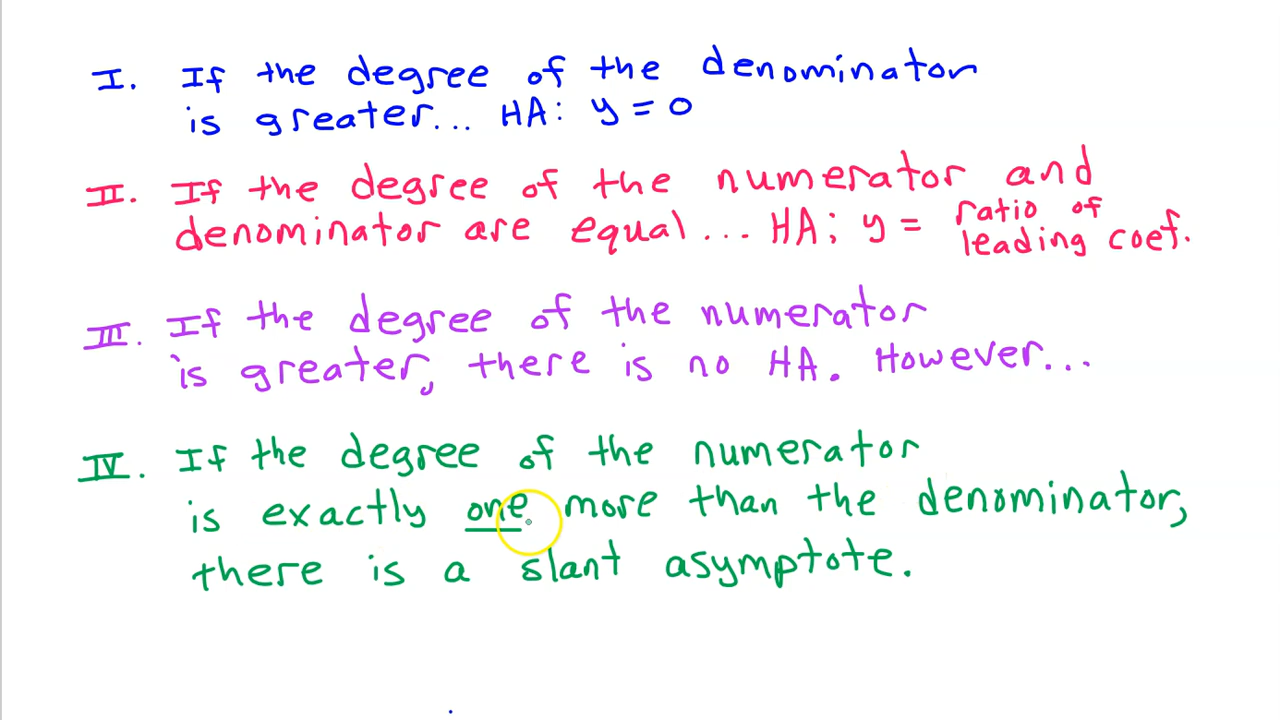 I. If the degree of the denominator
is greater... HA: y = 0
II. If the degree of the numerator and
denominator are equal... HA: y = ratio of
leading coef.
III. If the degree of the numerator
is greater, there is no HA. However...
IV. If the degree of the numerator
is exactly one more than the denominator,
there is a slant asymptote.